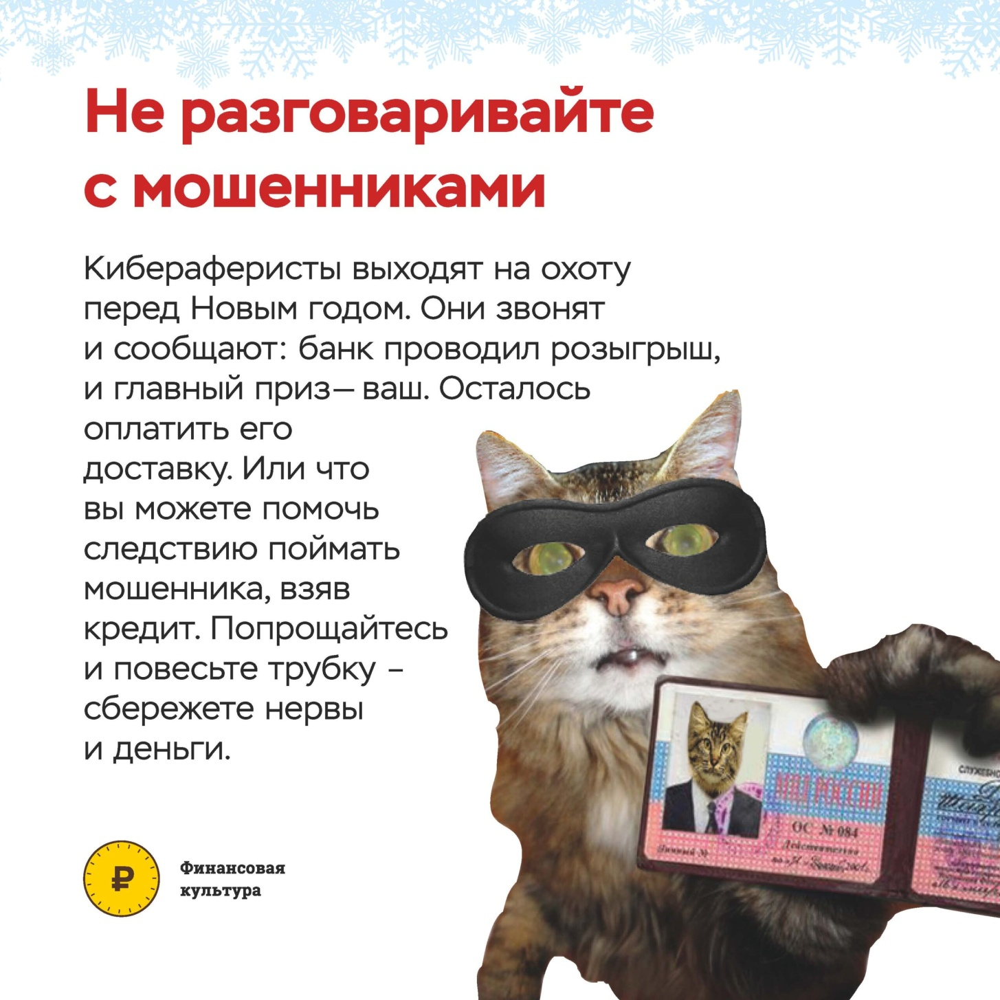 Не разговаривайте
с мошенниками
Кибераферисты выходят на охоту
перед Новым годом. Они звонят
и сообщают: банк проводил розыгрыш,
и главный приз— ваш. Осталось
оплатить его
доставку. Или что
вы можете помочь
следствию поймать
мошенника, взяв
кредит. Попрощайтесь
и повесьте трубку –
сбережете нервы
и деньги.
МВД РОССИИ
ОС № 084
Действительно
₽
Финансовая
культура